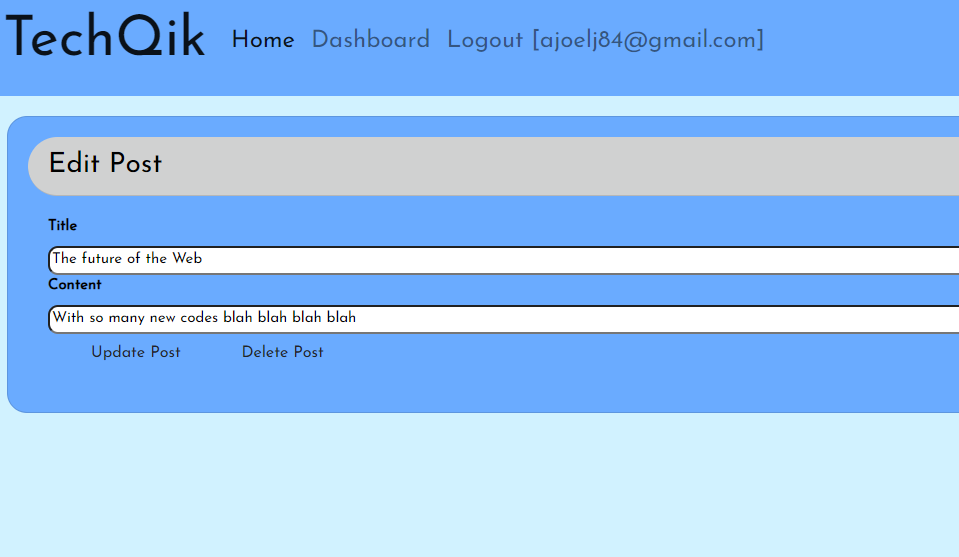 TechQik Home Dashboard Logout [ajoelj84@gmail.com]
Edit Post
Title
The future of the Web
Content
With so many new codes blah blah blah blah
Update Post Delete Post